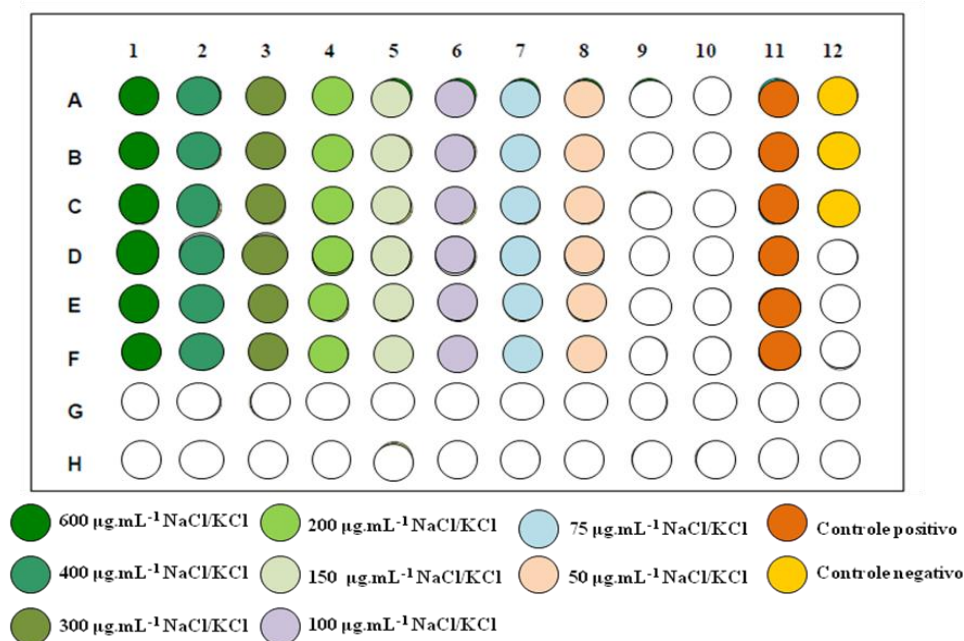 1 2 3 4 5 6 7 8 9 10 11 12
A
B
C
D
E
F
G
H
600 µg.mL⁻¹ NaCl/KCl 200 µg.mL⁻¹ NaCl/KCl 75 µg.mL⁻¹ NaCl/KCl Controle positivo
400 µg.mL⁻¹ NaCl/KCl 150 µg.mL⁻¹ NaCl/KCl 50 µg.mL⁻¹ NaCl/KCl Controle negativo
300 µg.mL⁻¹ NaCl/KCl 100 µg.mL⁻¹ NaCl/KCl